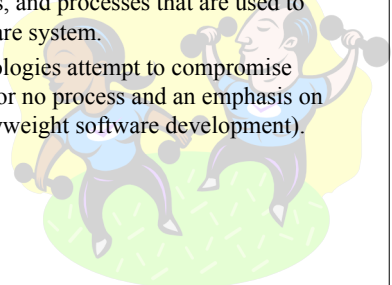 s, and processes that are used to
are system.
ologies attempt to compromise
or no process and an emphasis on
yweight software development).